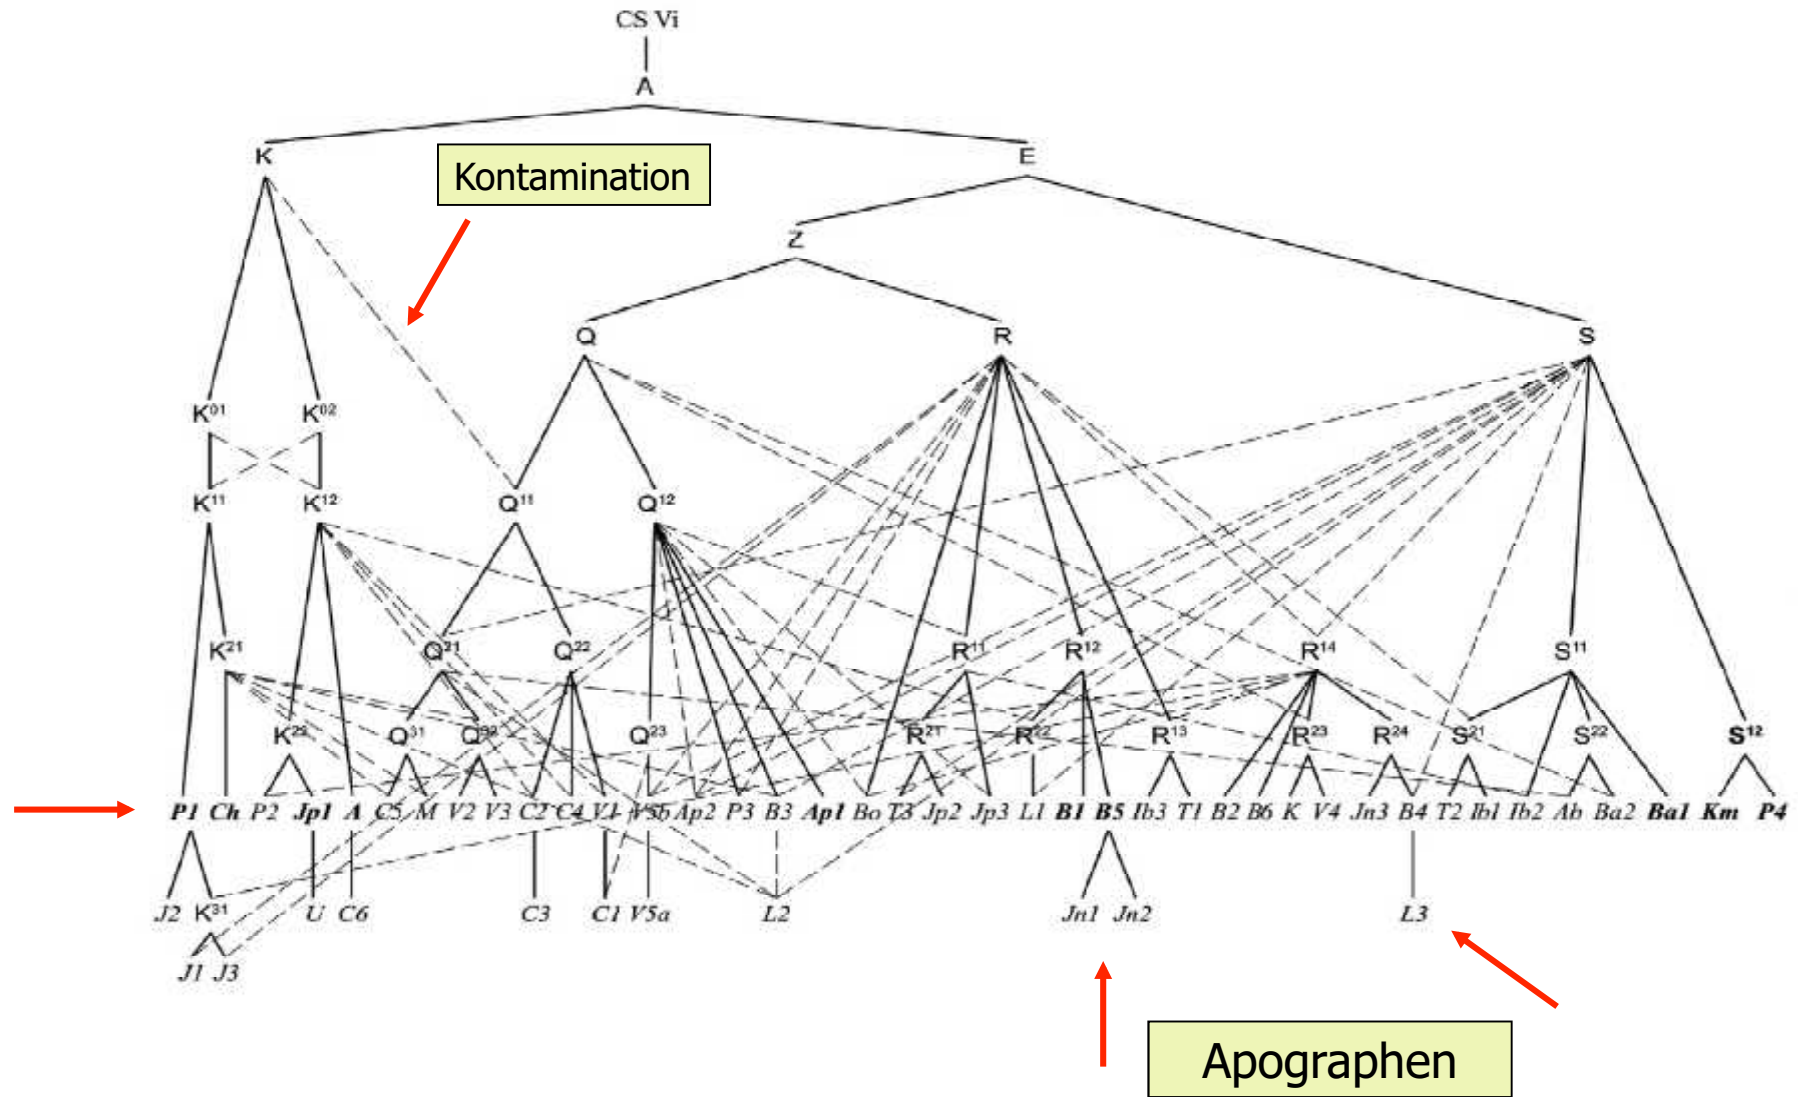 CS Vi
A
K E
Kontamination
Z
Q R S
K⁰¹ K⁰²
K¹¹ K¹² Q¹¹ Q¹²
K²¹ Q²¹ Q²² R¹¹ R¹² R¹⁴ S¹¹
K²² Q³¹ Q³² Q²³ R²¹ R²² R¹³ R²³ R²⁴ S²¹ S²² S¹²
P1 Ch P2 Jp1 A C5 M V2 V3 C2 C4 V1 V5b Ap2 P3 B3 Ap1 Bo T3 Jp2 Jp3 L1 B1 B5 Ib3 T1 B2 B6 K V4 Jn3 B4 T2 Ib1 Ib2 Ab Ba2 Ba1 Km P4
J2 K³¹ U C6 C3 C1 V5a L2 Jn1 Jn2 L3
J1 J3
Apographen